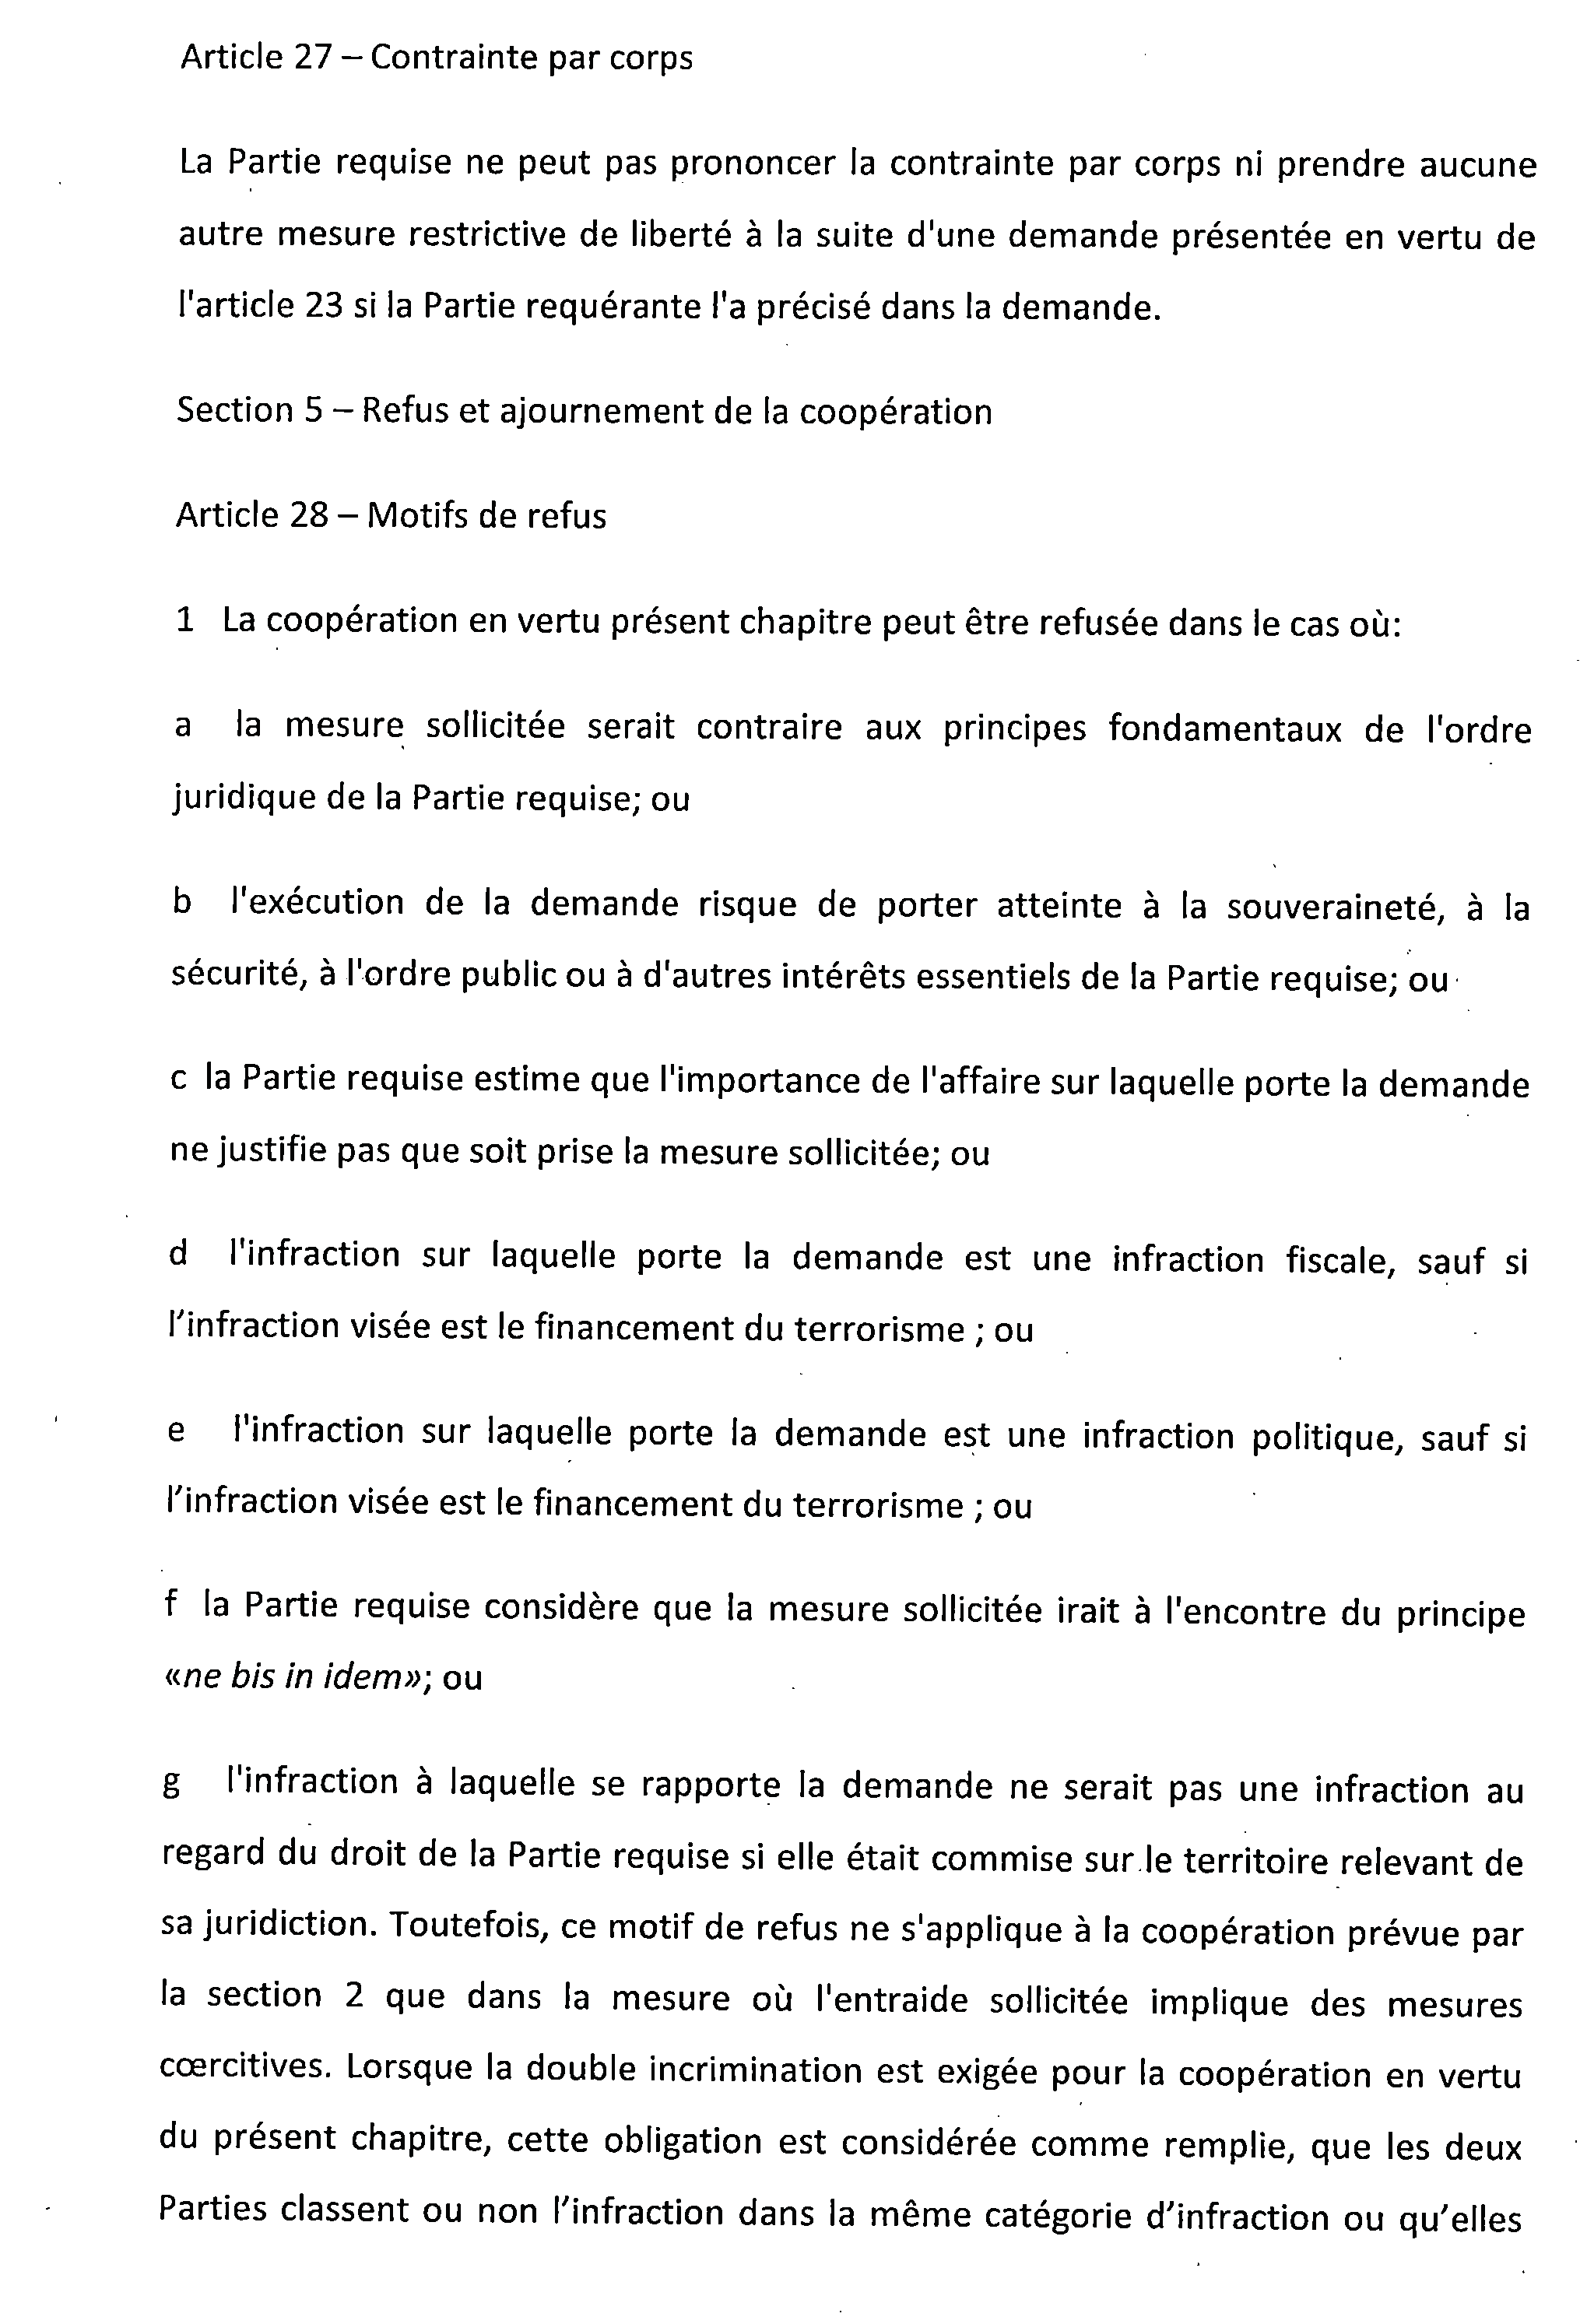 Article 27 – Contrainte par corps
La Partie requise ne peut pas prononcer la contrainte par corps ni prendre aucune
autre mesure restrictive de liberté à la suite d'une demande présentée en vertu de
l'article 23 si la Partie requérante l'a précisé dans la demande.
Section 5 – Refus et ajournement de la coopération
Article 28 – Motifs de refus
1 La coopération en vertu présent chapitre peut être refusée dans le cas où:
a la mesure sollicitée serait contraire aux principes fondamentaux de l'ordre
juridique de la Partie requise; ou
b l'exécution de la demande risque de porter atteinte à la souveraineté, à la
sécurité, à l'ordre public ou à d'autres intérêts essentiels de la Partie requise; ou
c la Partie requise estime que l'importance de l'affaire sur laquelle porte la demande
ne justifie pas que soit prise la mesure sollicitée; ou
d l'infraction sur laquelle porte la demande est une infraction fiscale, sauf si
l’infraction visée est le financement du terrorisme ; ou
e l'infraction sur laquelle porte la demande est une infraction politique, sauf si
l’infraction visée est le financement du terrorisme ; ou
f la Partie requise considère que la mesure sollicitée irait à l'encontre du principe
«ne bis in idem»; ou
g l'infraction à laquelle se rapporte la demande ne serait pas une infraction au
regard du droit de la Partie requise si elle était commise sur le territoire relevant de
sa juridiction. Toutefois, ce motif de refus ne s'applique à la coopération prévue par
la section 2 que dans la mesure où l'entraide sollicitée implique des mesures
cœrcitives. Lorsque la double incrimination est exigée pour la coopération en vertu
du présent chapitre, cette obligation est considérée comme remplie, que les deux
Parties classent ou non l’infraction dans la même catégorie d’infraction ou qu’elles